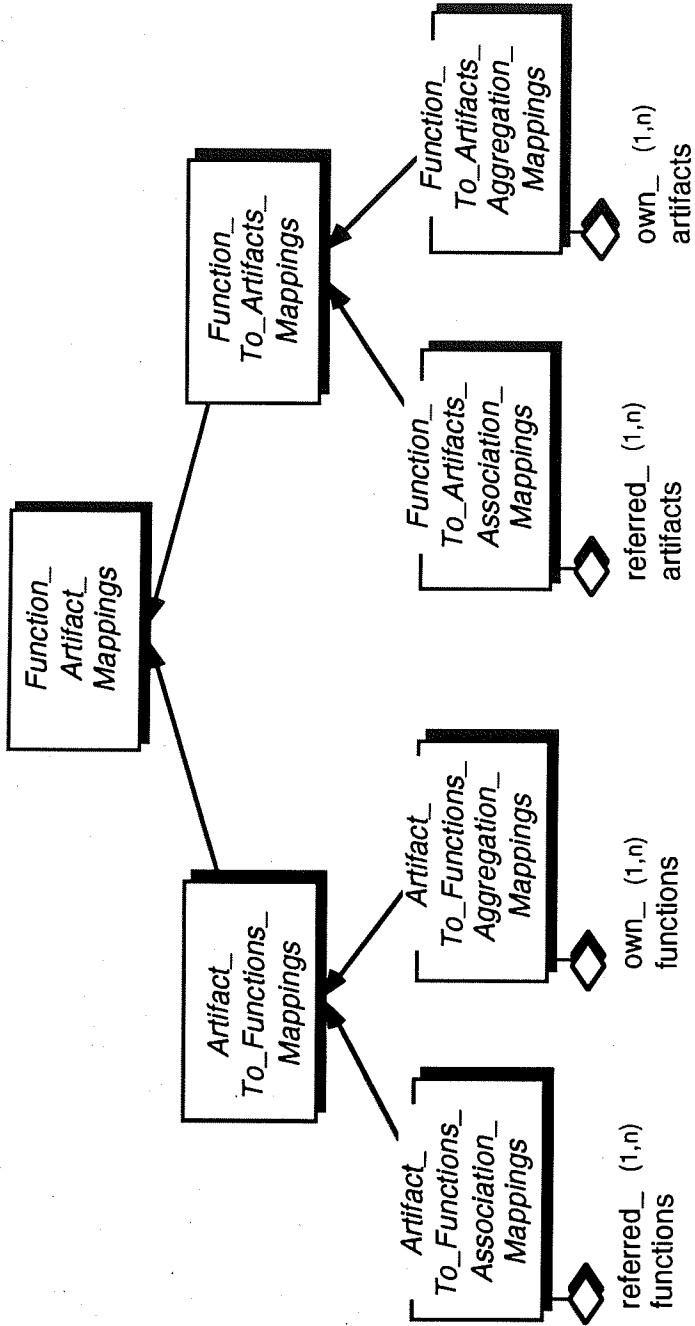 Function_
Artifact_
Mappings
Artifact_
To_Functions_
Mappings
Function_
To_Artifacts_
Mappings
Artifact_
To_Functions_
Association_
Mappings
Artifact_
To_Functions_
Aggregation_
Mappings
Function_
To_Artifacts_
Association_
Mappings
Function_
To_Artifacts_
Aggregation_
Mappings
referred_ (1,n)
functions
own_ (1,n)
functions
referred_ (1,n)
artifacts
own_ (1,n)
artifacts